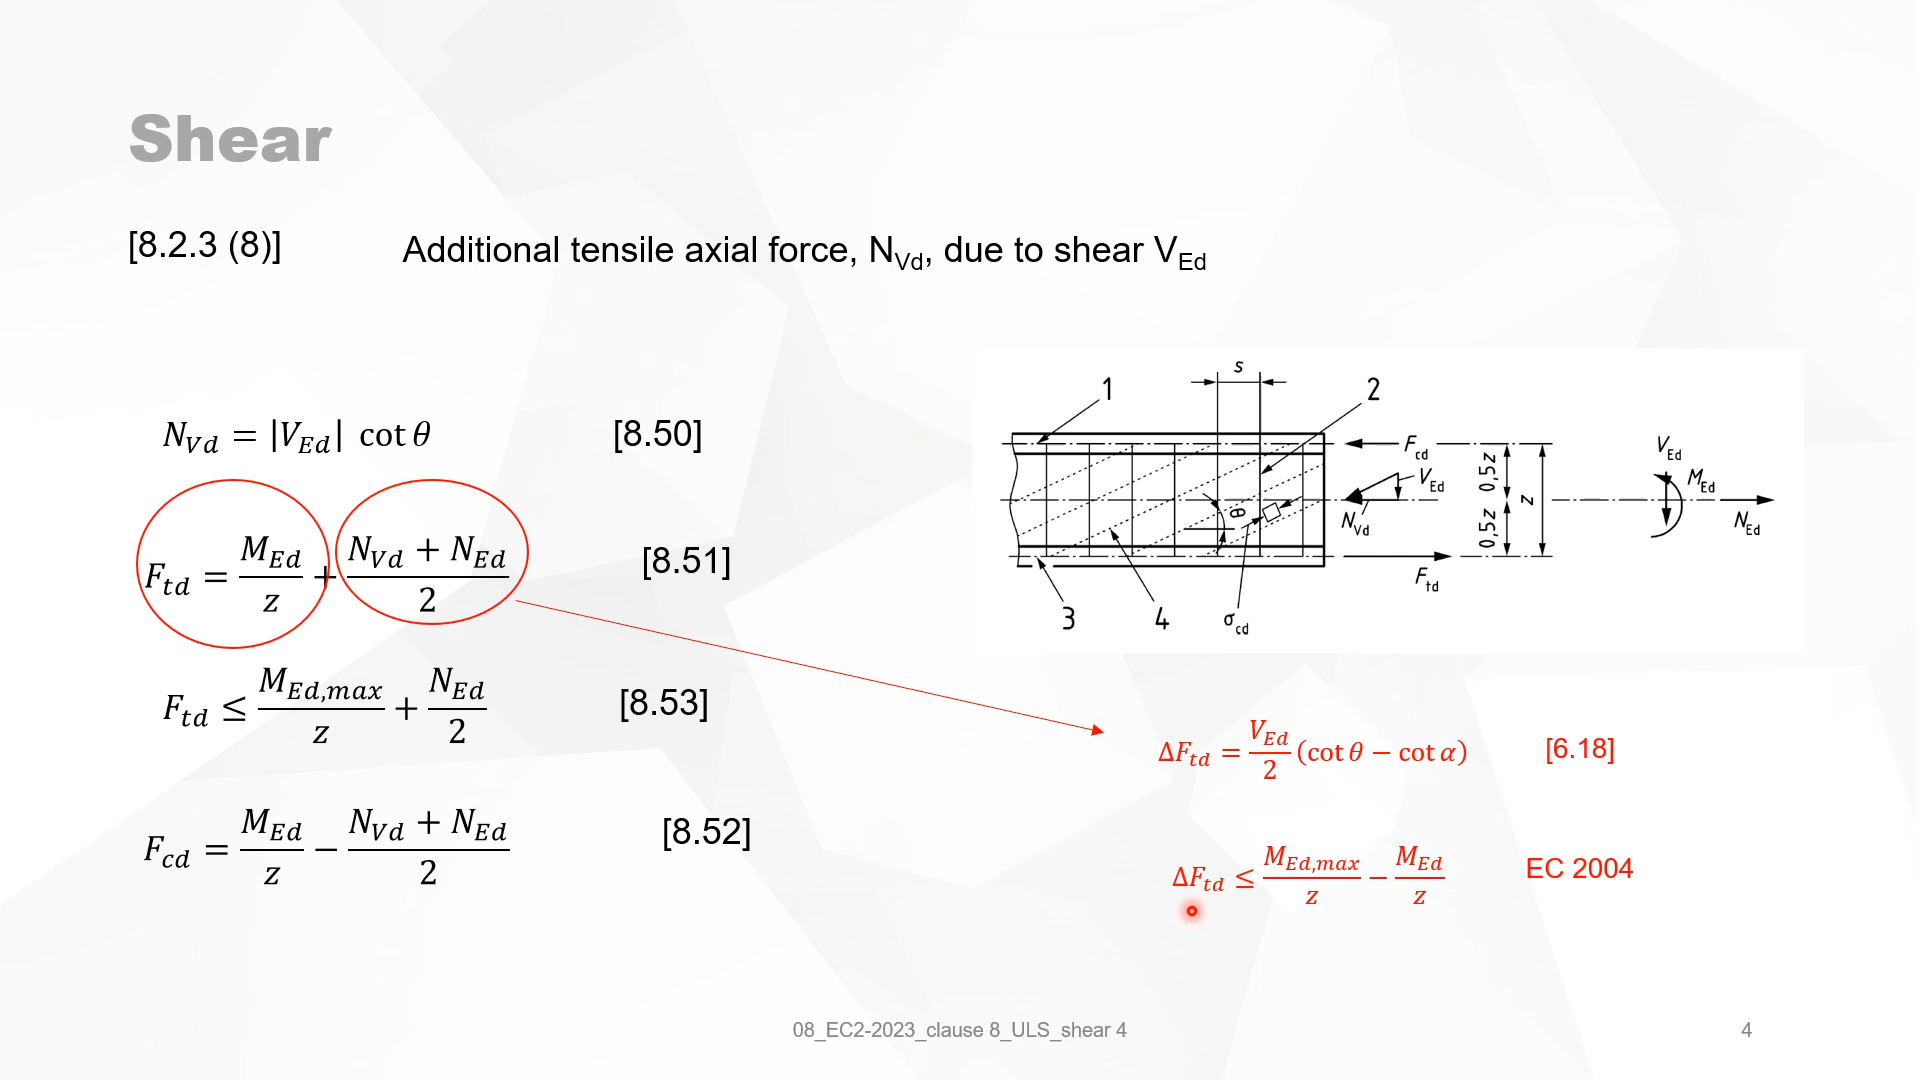 Shear
[8.2.3 (8)] Additional tensile axial force, N_Vd, due to shear V_Ed
N_Vd = |V_Ed| cot θ [8.50]
F_td = M_Ed/z + (N_Vd + N_Ed)/2 [8.51]
F_td ≤ M_Ed,max/z + N_Ed/2 [8.53]
F_cd = M_Ed/z − (N_Vd + N_Ed)/2 [8.52]
s
1
2
F_cd
V_Ed
N_Vd
θ
0,5z
0,5z
z
V_Ed
M_Ed
N_Ed
F_td
3
4
σ_cd
ΔF_td = V_Ed/2 (cot θ − cot α) [6.18]
ΔF_td ≤ M_Ed,max/z − M_Ed/z EC 2004
08_EC2-2023_clause 8_ULS_shear 4
4